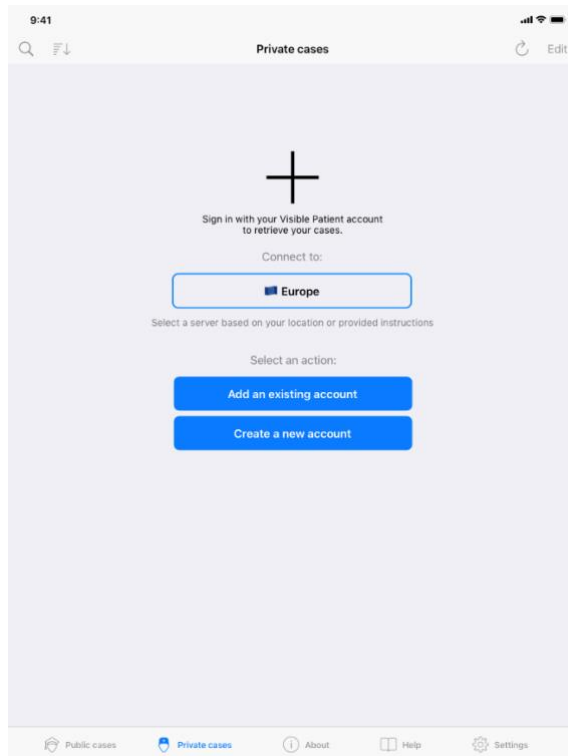 9:41
Private cases
Edit
Sign in with your Visible Patient account
to retrieve your cases.
Connect to:
Europe
Select a server based on your location or provided instructions
Select an action:
Add an existing account
Create a new account
Public cases
Private cases
About
Help
Settings